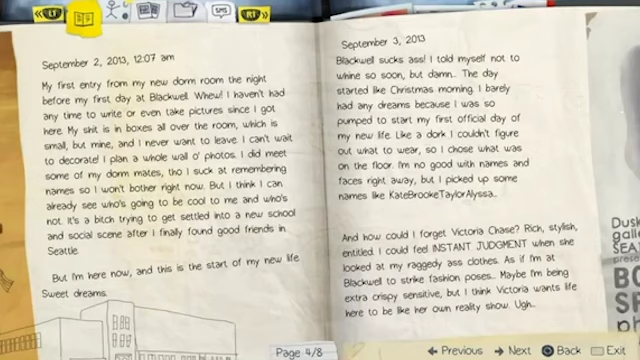 LT
SMS
RT
September 2, 2013, 12:07 am
My first entry from my new dorm room the night
before my first day at Blackwell. Whew! I haven't had
any time to write or even take pictures since I got
here. My shit is in boxes all over the room, which is
small, but mine, and I never want to leave. I can't wait
to decorate! I plan a whole wall o' photos. I did meet
some of my dorm mates, tho I suck at remembering
names so I won't bother right now. But I think I can
already see who's going to be cool to me and who's
not. It's a bitch trying to get settled into a new school
and social scene after I finally found good friends in
Seattle.
But I'm here now, and this is the start of my new life.
Sweet dreams.
September 3, 2013
Blackwell sucks ass! I told myself not to
whine so soon, but damn... The day
started like Christmas morning. I barely
had any dreams because I was so
pumped to start my first official day of
my new life. Like a dork I couldn't figure
out what to wear, so I chose what was
on the floor. I'm no good with names and
faces right away, but I picked up some
names like KateBrookeTaylorAlyssa...
And how could I forget Victoria Chase? Rich, stylish,
entitled. I could feel INSTANT JUDGMENT when she
looked at my raggedy ass clothes. As if I'm at
Blackwell to strike fashion poses... Maybe I'm being
extra crispy sensitive, but I think Victoria wants life
here to be like her own reality show. Ugh...
Page 4/8
Previous
Next
Back
Exit